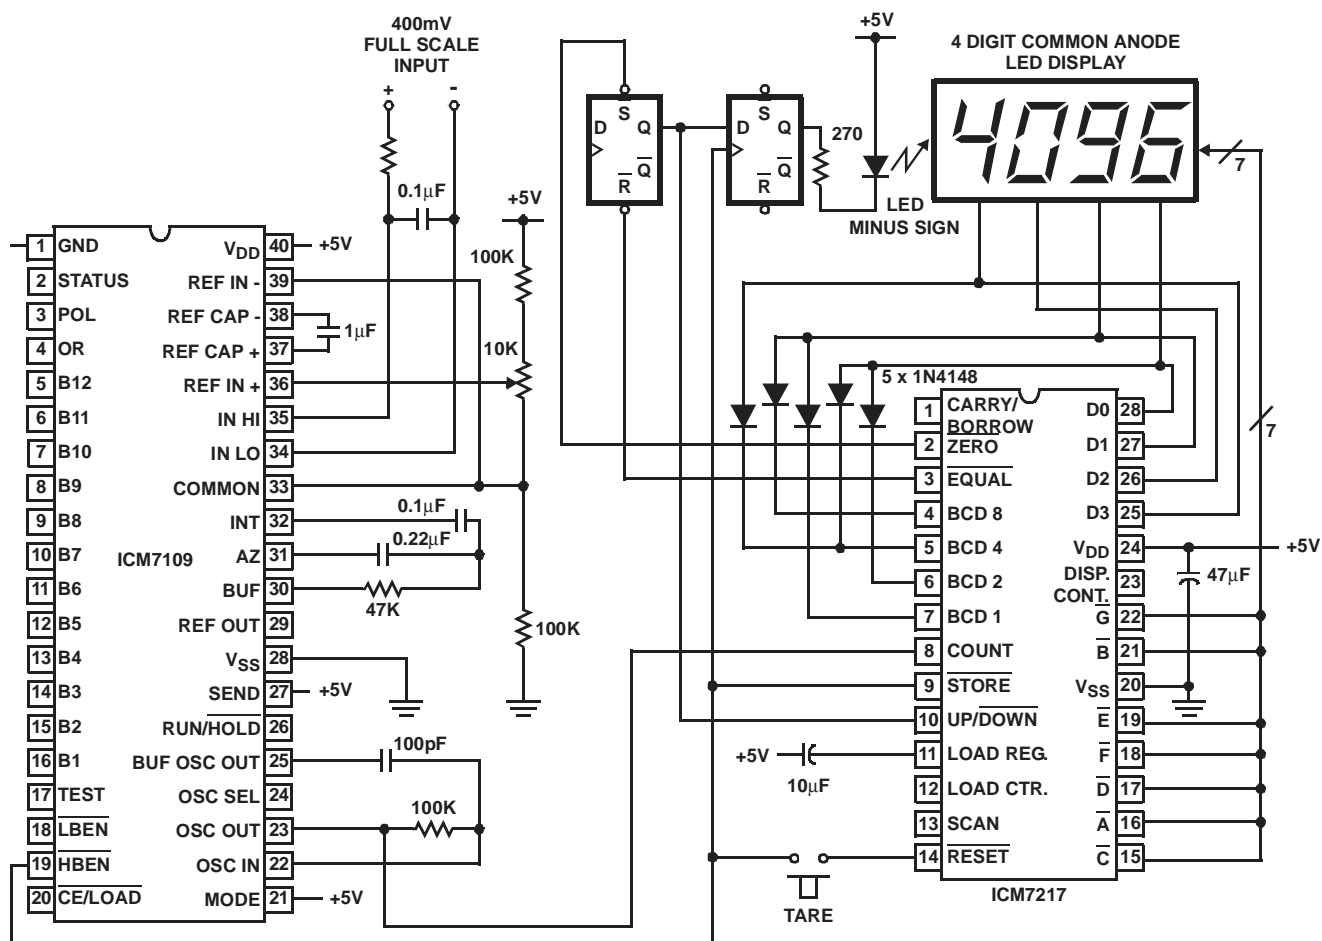 400mV
FULL SCALE
INPUT
+ -
0.1μF
+5V
100K
10K
1 GND
2 STATUS
3 POL
4 OR
5 B12
6 B11
7 B10
8 B9
9 B8
10 B7
11 B6
12 B5
13 B4
14 B3
15 B2
16 B1
17 TEST
18 LBEN
19 HBEN
20 CE/LOAD
ICM7109
VDD 40 +5V
REF IN - 39
REF CAP - 38
1μF
REF CAP + 37
REF IN + 36
IN HI 35
IN LO 34
COMMON 33
0.1μF
INT 32
0.22μF
AZ 31
BUF 30
47K
REF OUT 29
100K
VSS 28
SEND 27 +5V
RUN/HOLD 26
100pF
BUF OSC OUT 25
OSC SEL 24
100K
OSC OUT 23
OSC IN 22
MODE 21 +5V
D S Q
Q
R
D S Q
Q
R
270
+5V
LED
MINUS SIGN
4 DIGIT COMMON ANODE
LED DISPLAY
4096
7
7
5 x 1N4148
1 CARRY/
BORROW
2 ZERO
3 EQUAL
4 BCD 8
5 BCD 4
6 BCD 2
7 BCD 1
8 COUNT
9 STORE
10 UP/DOWN
11 LOAD REG.
12 LOAD CTR.
13 SCAN
14 RESET
+5V
10μF
TARE
D0 28
D1 27
D2 26
D3 25
VDD 24
+5V
DISP.
CONT. 23
47μF
G 22
B 21
VSS 20
E 19
F 18
D 17
A 16
C 15
ICM7217